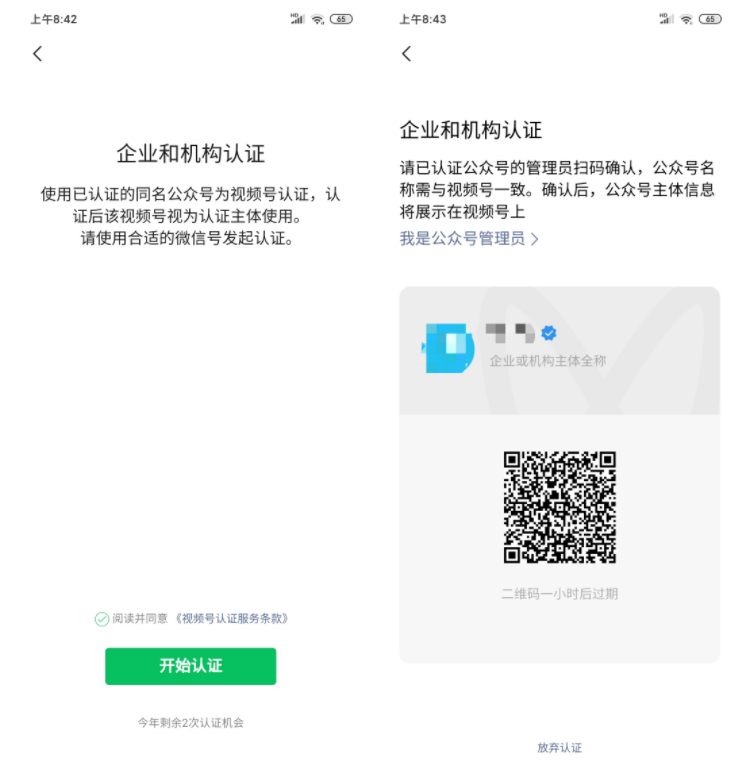 上午8:42
HD
65
企业和机构认证
使用已认证的同名公众号为视频号认证，认
证后该视频号视为认证主体使用。
请使用合适的微信号发起认证。
阅读并同意 《视频号认证服务条款》
开始认证
今年剩余2次认证机会
上午8:43
HD
65
企业和机构认证
请已认证公众号的管理员扫码确认，公众号名
称需与视频号一致。确认后，公众号主体信息
将展示在视频号上
我是公众号管理员
企业或机构主体全称
二维码一小时后过期
放弃认证